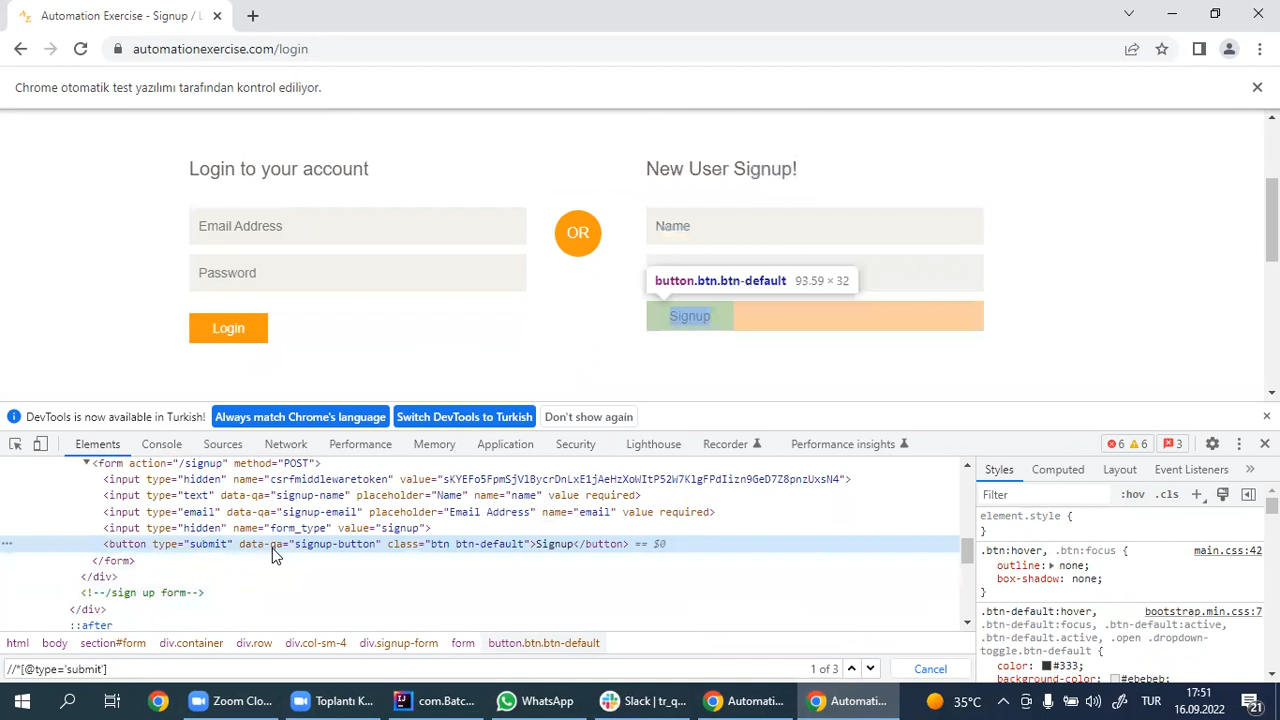 Automation Exercise - Signup / L
automationexercise.com/login
Chrome otomatik test yazılımı tarafından kontrol ediliyor.
Login to your account
New User Signup!
Email Address
OR
Name
Password
button.btn.btn-default 93.59 × 32
Signup
Login
DevTools is now available in Turkish!
Always match Chrome's language
Switch DevTools to Turkish
Don't show again
Elements
Console
Sources
Network
Performance
Memory
Application
Security
Lighthouse
Recorder
Performance insights
6
6
3
<form action="/signup" method="POST">
<input type="hidden" name="csrfmiddlewaretoken" value="sKYEFo5FpmSjVl8ycrDnLxE1jAeHzXoWItP52W7KlgFPdIizn9GeD7Z8pnzUxsN4">
<input type="text" data-qa="signup-name" placeholder="Name" name="name" value required>
<input type="email" data-qa="signup-email" placeholder="Email Address" name="email" value required>
<input type="hidden" name="form_type" value="signup">
<button type="submit" data-qa="signup-button" class="btn btn-default">Signup</button> == $0
</form>
</div>
<!--/sign up form-->
</div>
::after
html
body
section#form
div.container
div.row
div.col-sm-4
div.signup-form
form
button.btn.btn-default
//*[@type='submit']
1 of 3
Cancel
Styles
Computed
Layout
Event Listeners
Filter
:hov
.cls
element.style {
}
.btn:hover, .btn:focus {
main.css:42
outline: none;
box-shadow: none;
}
.btn-default:hover,
bootstrap.min.css:7
.btn-default:focus, .btn-default:active,
.btn-default.active, .open .dropdown-
toggle.btn-default {
color: #333;
background-color: #ebebeb;
Zoom Clo...
Toplantı K...
com.Batc...
WhatsApp
Slack | tr_q...
Automati...
Automati...
35°C
TUR
17:51
16.09.2022
21